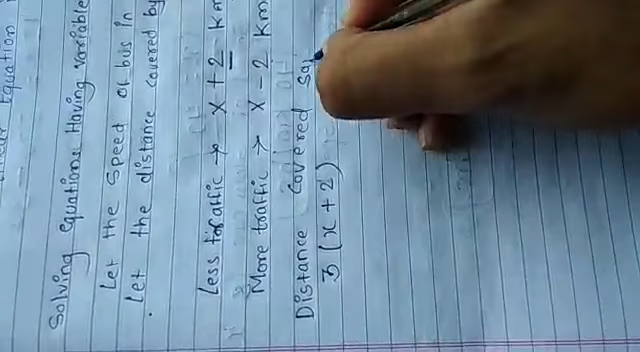 Equation
Solving equations Having variable
Let the speed of bus in
Let the distance covered by
Less traffic → x + 2 km
More traffic → x - 2 km
Distance covered sa
3 (x + 2)